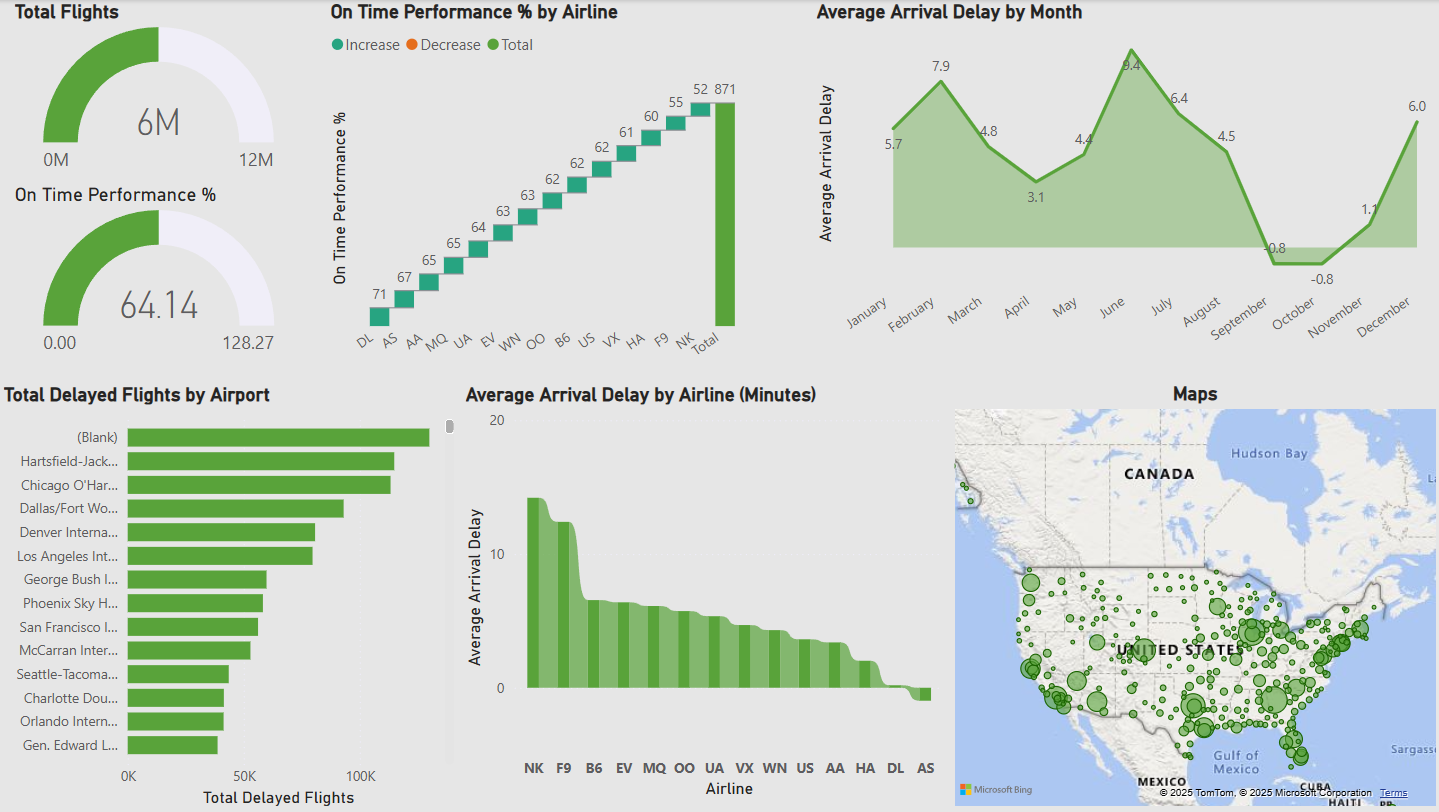 Total Flights
6M
0M
12M
On Time Performance %
64.14
0.00
128.27
On Time Performance % by Airline
Increase Decrease Total
On Time Performance %
71
67
65
65
64
63
63
62
62
62
61
60
55
52
871
DL AS AA MQ UA EV WN OO B6 US VX HA F9 NK Total
Average Arrival Delay by Month
Average Arrival Delay
5.7
7.9
4.8
3.1
4.4
9.4
6.4
4.5
-0.8
-0.8
1.1
6.0
January February March April May June July August September October November December
Total Delayed Flights by Airport
(Blank)
Hartsfield-Jack...
Chicago O'Har...
Dallas/Fort Wo...
Denver Interna...
Los Angeles Int...
George Bush I...
Phoenix Sky H...
San Francisco I...
McCarran Inter...
Seattle-Tacoma...
Charlotte Dou...
Orlando Intern...
Gen. Edward L...
0K 50K 100K
Total Delayed Flights
Average Arrival Delay by Airline (Minutes)
Average Arrival Delay
20
10
0
NK F9 B6 EV MQ OO UA VX WN US AA HA DL AS
Airline
Maps
Hudson Bay
CANADA
UNITED STATES
Gulf of
Mexico
MEXICO
CUBA
HAITI
Sargass
Microsoft Bing
© 2025 TomTom, © 2025 Microsoft Corporation Terms